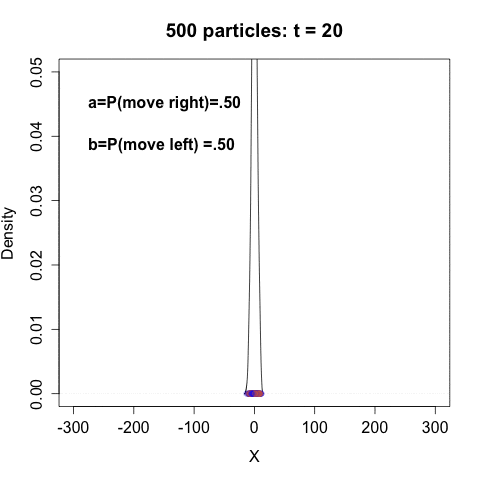 500 particles: t = 20
a=P(move right)=.50
b=P(move left) =.50
Density
0.05
0.04
0.03
0.02
0.01
0.00
-300 -200 -100 0 100 200 300
X